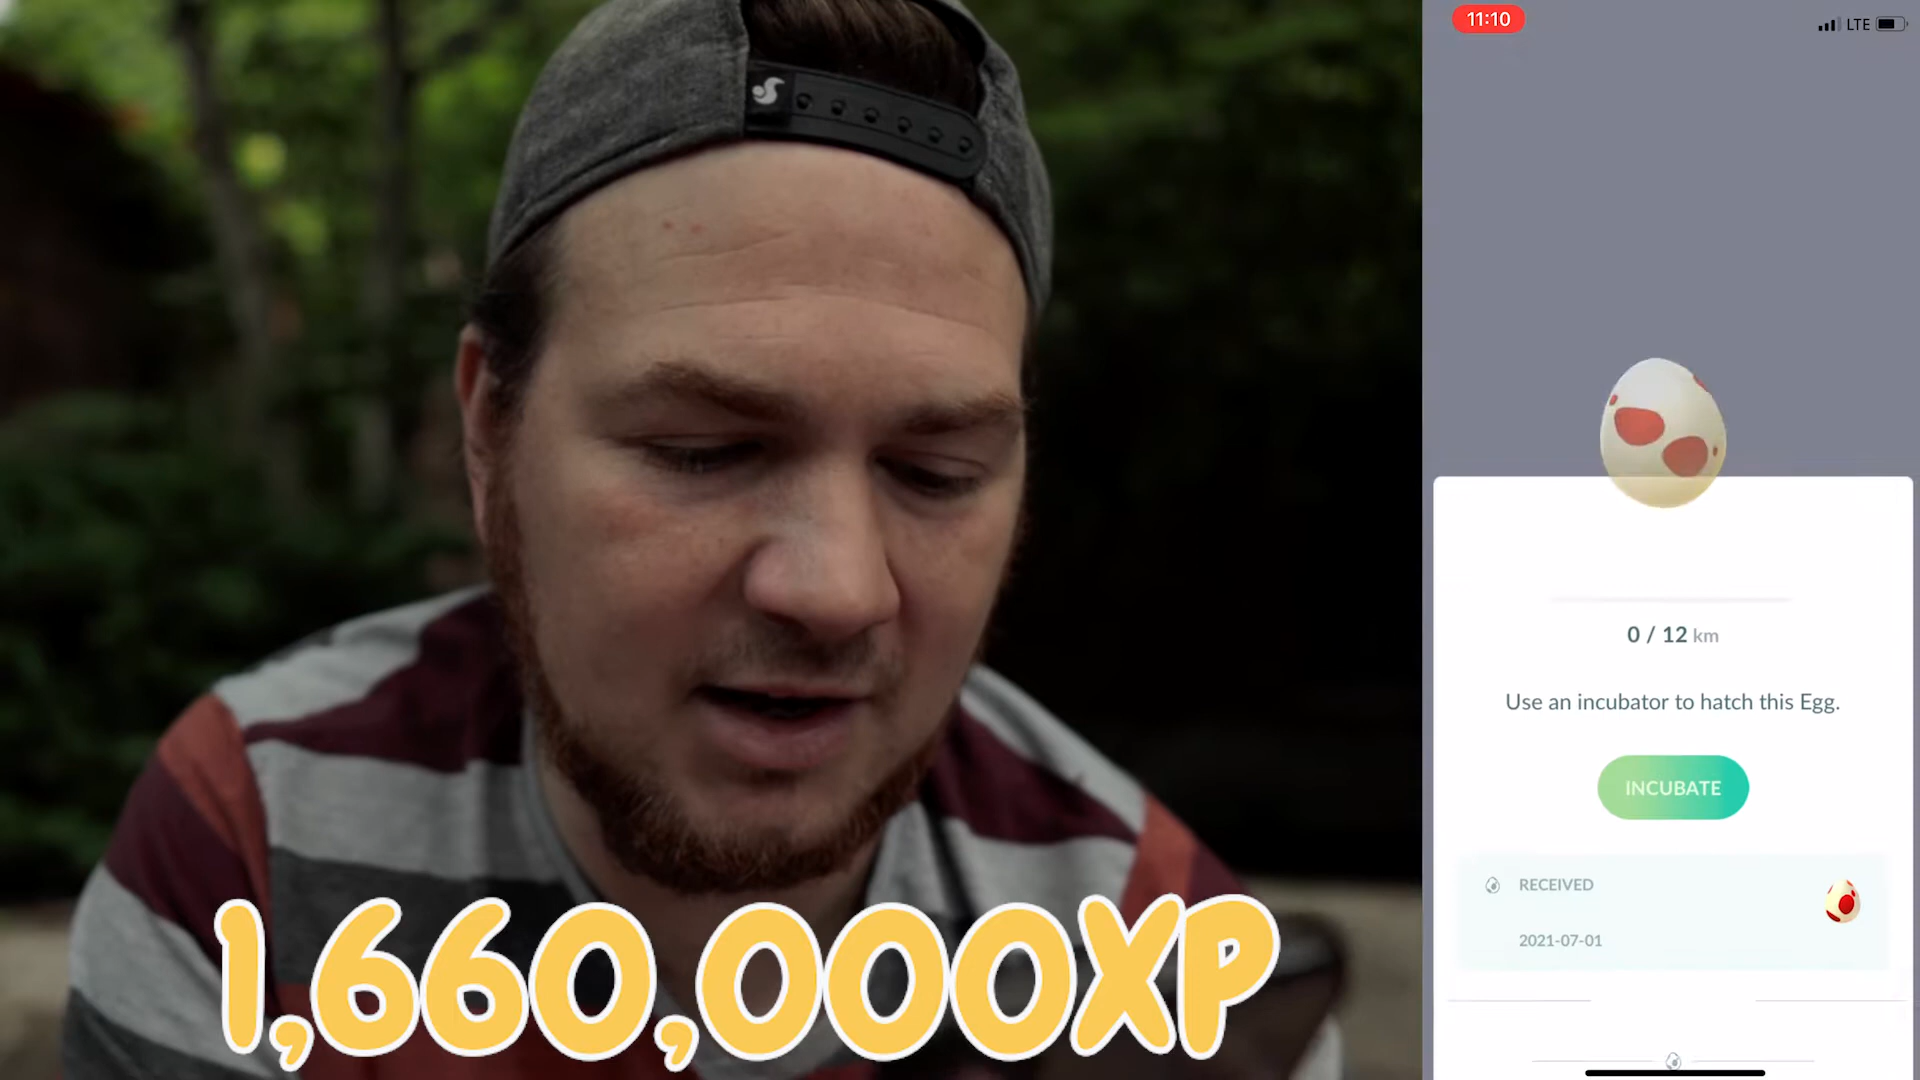 1,660,000XP
11:10
LTE
0 / 12 km
Use an incubator to hatch this Egg.
INCUBATE
RECEIVED
2021-07-01